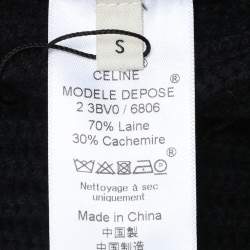 S
®
CELINE
MODELE DEPOSE
2 3BV0 / 6806
70% Laine
30% Cachemire
®
Nettoyage à sec
uniquement
Made in China
中国製
中国制